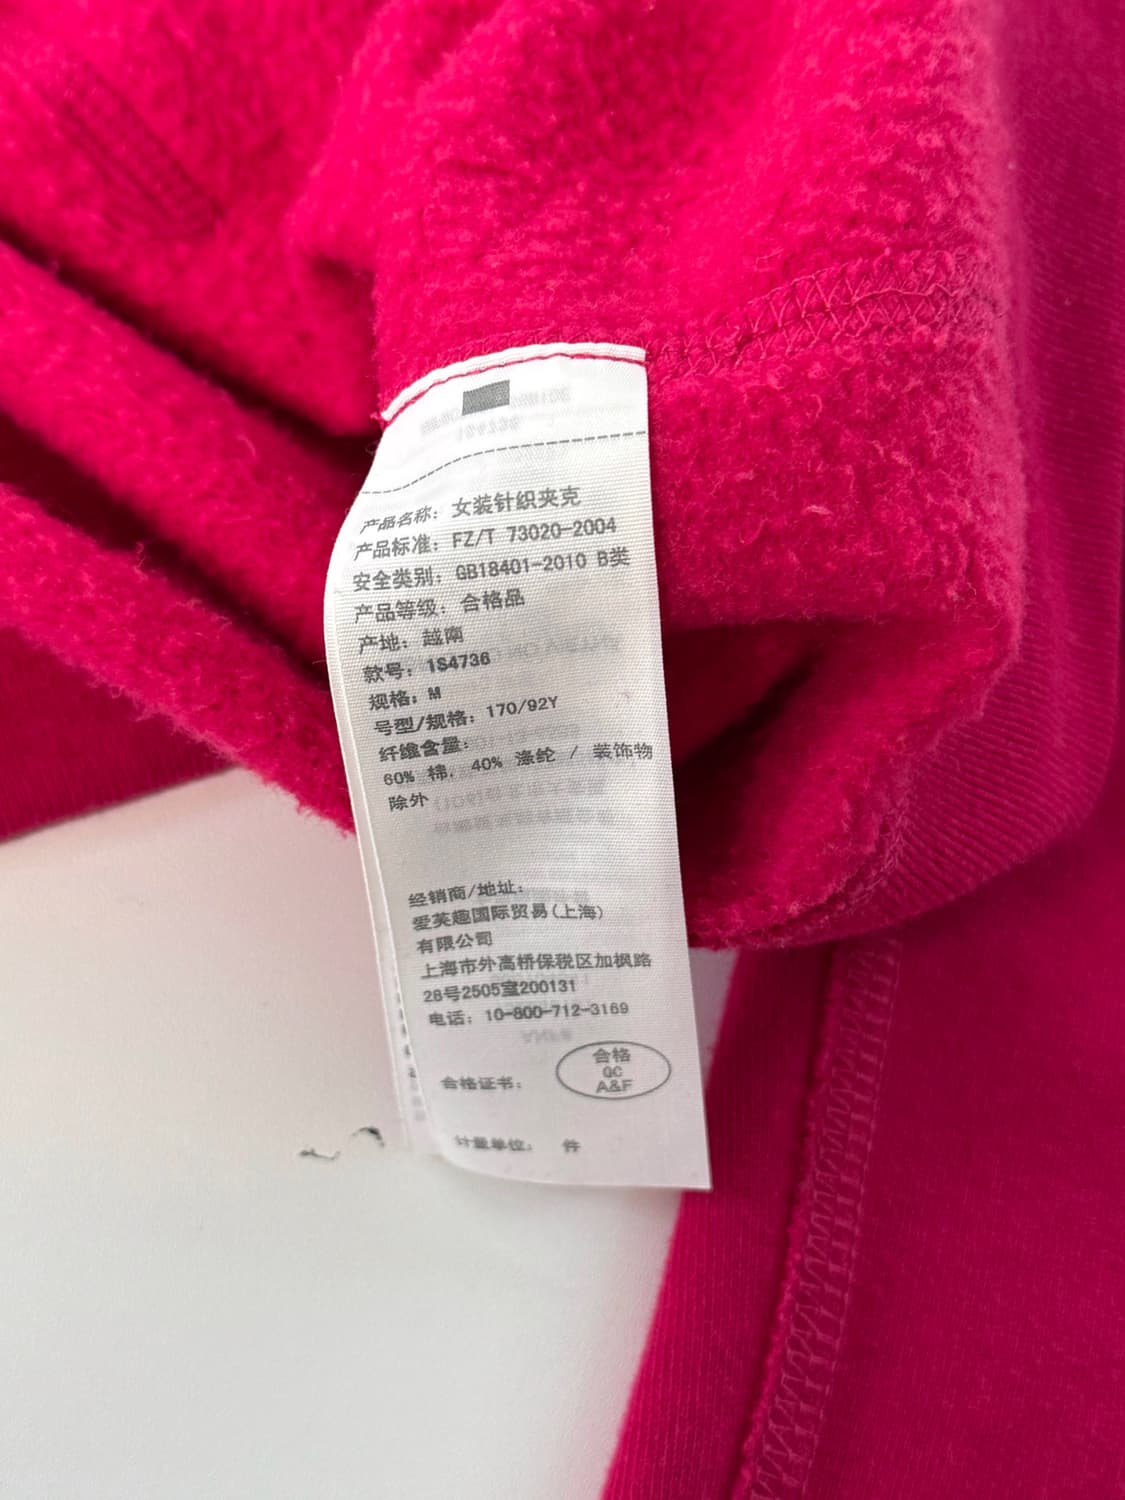 产品名称：女装针织夹克
产品标准：FZ/T 73020-2004
安全类别：GB18401-2010 B类
产品等级：合格品
产地：越南
款号：1S4736
规格：M
号型/规格：170/92Y
纤维含量：
60% 棉，40% 涤纶 / 装饰物
除外
经销商/地址：
爱芙趣国际贸易(上海)
有限公司
上海市外高桥保税区加枫路
28号2505室200131
电话：10-800-712-3169
合格
QC
合格证书：
A&F
计量单位： 件